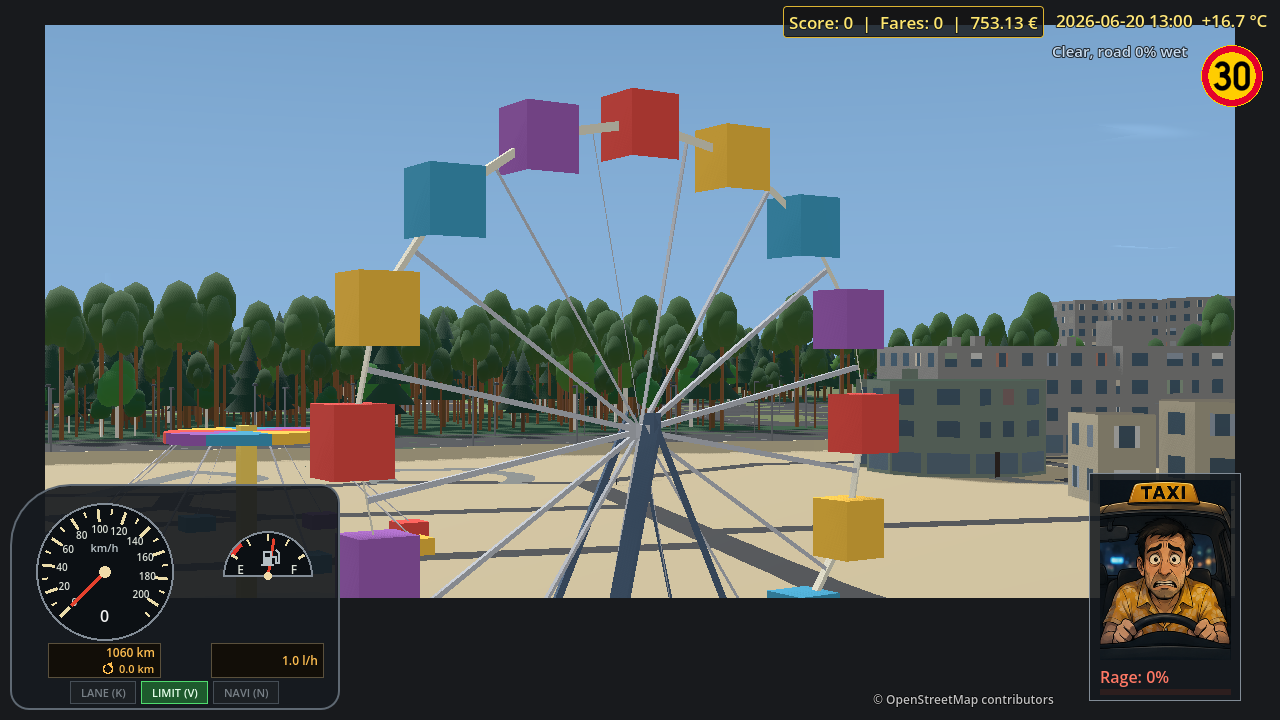 Score: 0 | Fares: 0 | 753.13 €
2026-06-20 13:00 +16.7 °C
Clear, road 0% wet
30
TAXI
0 20 40 60 80 100 120 140 160 180 200
km/h
0
E F
1060 km
0.0 km
1.0 l/h
LANE (K) LIMIT (V) NAVI (N)
Rage: 0%
© OpenStreetMap contributors